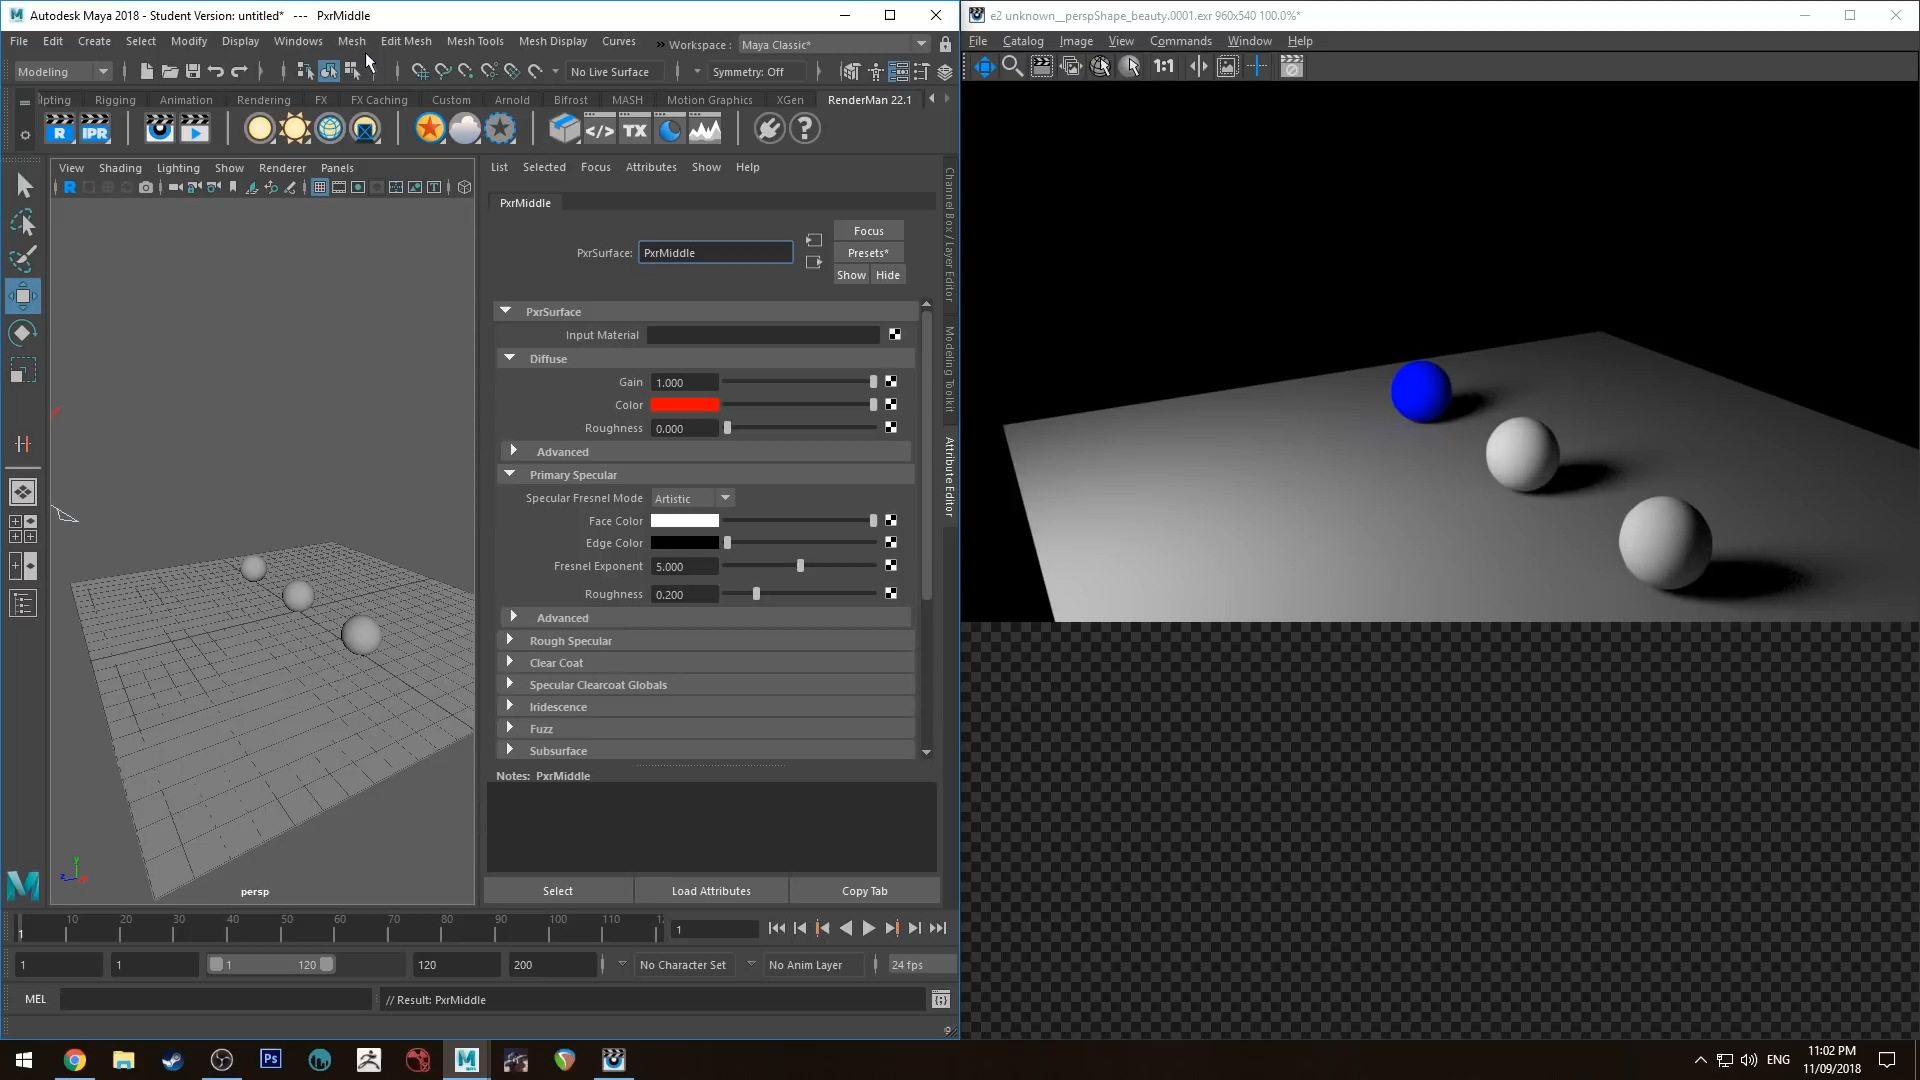 Autodesk Maya 2018 - Student Version: untitled*   ---   PxrMiddle
File Edit Create Select Modify Display Windows Mesh Edit Mesh Mesh Tools Mesh Display Curves » Workspace : Maya Classic*
Modeling No Live Surface Symmetry: Off
lpting Rigging Animation Rendering FX FX Caching Custom Arnold Bifrost MASH Motion Graphics XGen RenderMan 22.1
R IPR </> TX ?
View Shading Lighting Show Renderer Panels
R T
persp
y
z
List Selected Focus Attributes Show Help
PxrMiddle
PxrSurface: PxrMiddle
Focus
Presets*
Show Hide
PxrSurface
Input Material
Diffuse
Gain 1.000
Color
Roughness 0.000
Advanced
Primary Specular
Specular Fresnel Mode Artistic
Face Color
Edge Color
Fresnel Exponent 5.000
Roughness 0.200
Advanced
Rough Specular
Clear Coat
Specular Clearcoat Globals
Iridescence
Fuzz
Subsurface
Notes: PxrMiddle
Select Load Attributes Copy Tab
Channel Box / Layer Editor
Modeling Toolkit
Attribute Editor
10 20 30 40 50 60 70 80 90 100 110 12
1 1
1 1 1 120 120 200 No Character Set No Anim Layer 24 fps
MEL // Result: PxrMiddle
e2 unknown__perspShape_beauty.0001.exr 960x540 100.0%*
File Catalog Image View Commands Window Help
1:1
Ps
M
ENG
11:02 PM
11/09/2018